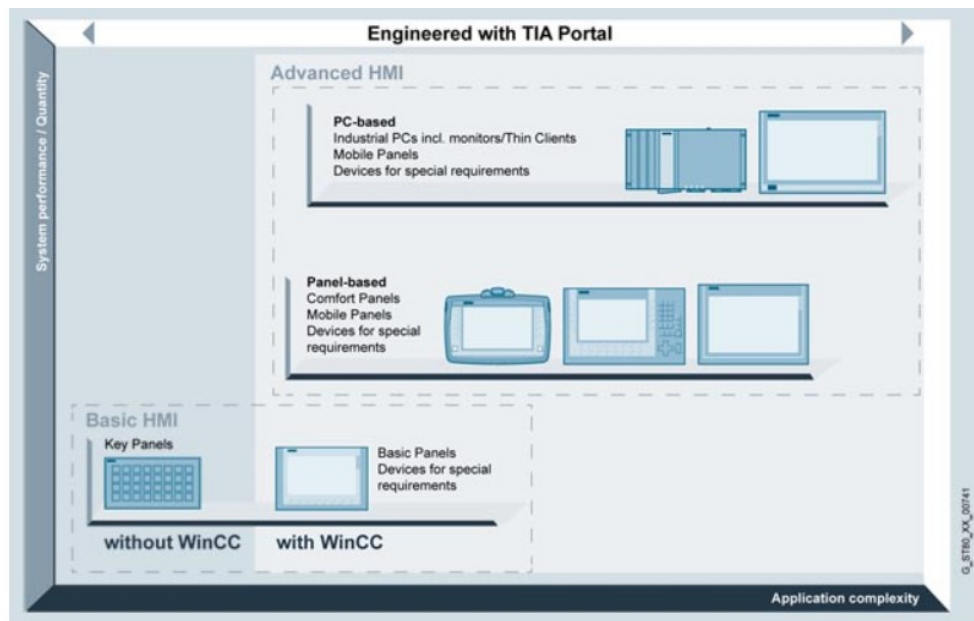 Engineered with TIA Portal
System performance / Quantity
Advanced HMI
PC-based
Industrial PCs incl. monitors/Thin Clients
Mobile Panels
Devices for special requirements
Panel-based
Comfort Panels
Mobile Panels
Devices for special
requirements
Basic HMI
Key Panels
Basic Panels
Devices for special
requirements
without WinCC
with WinCC
Application complexity
G_ST80_XX_00741